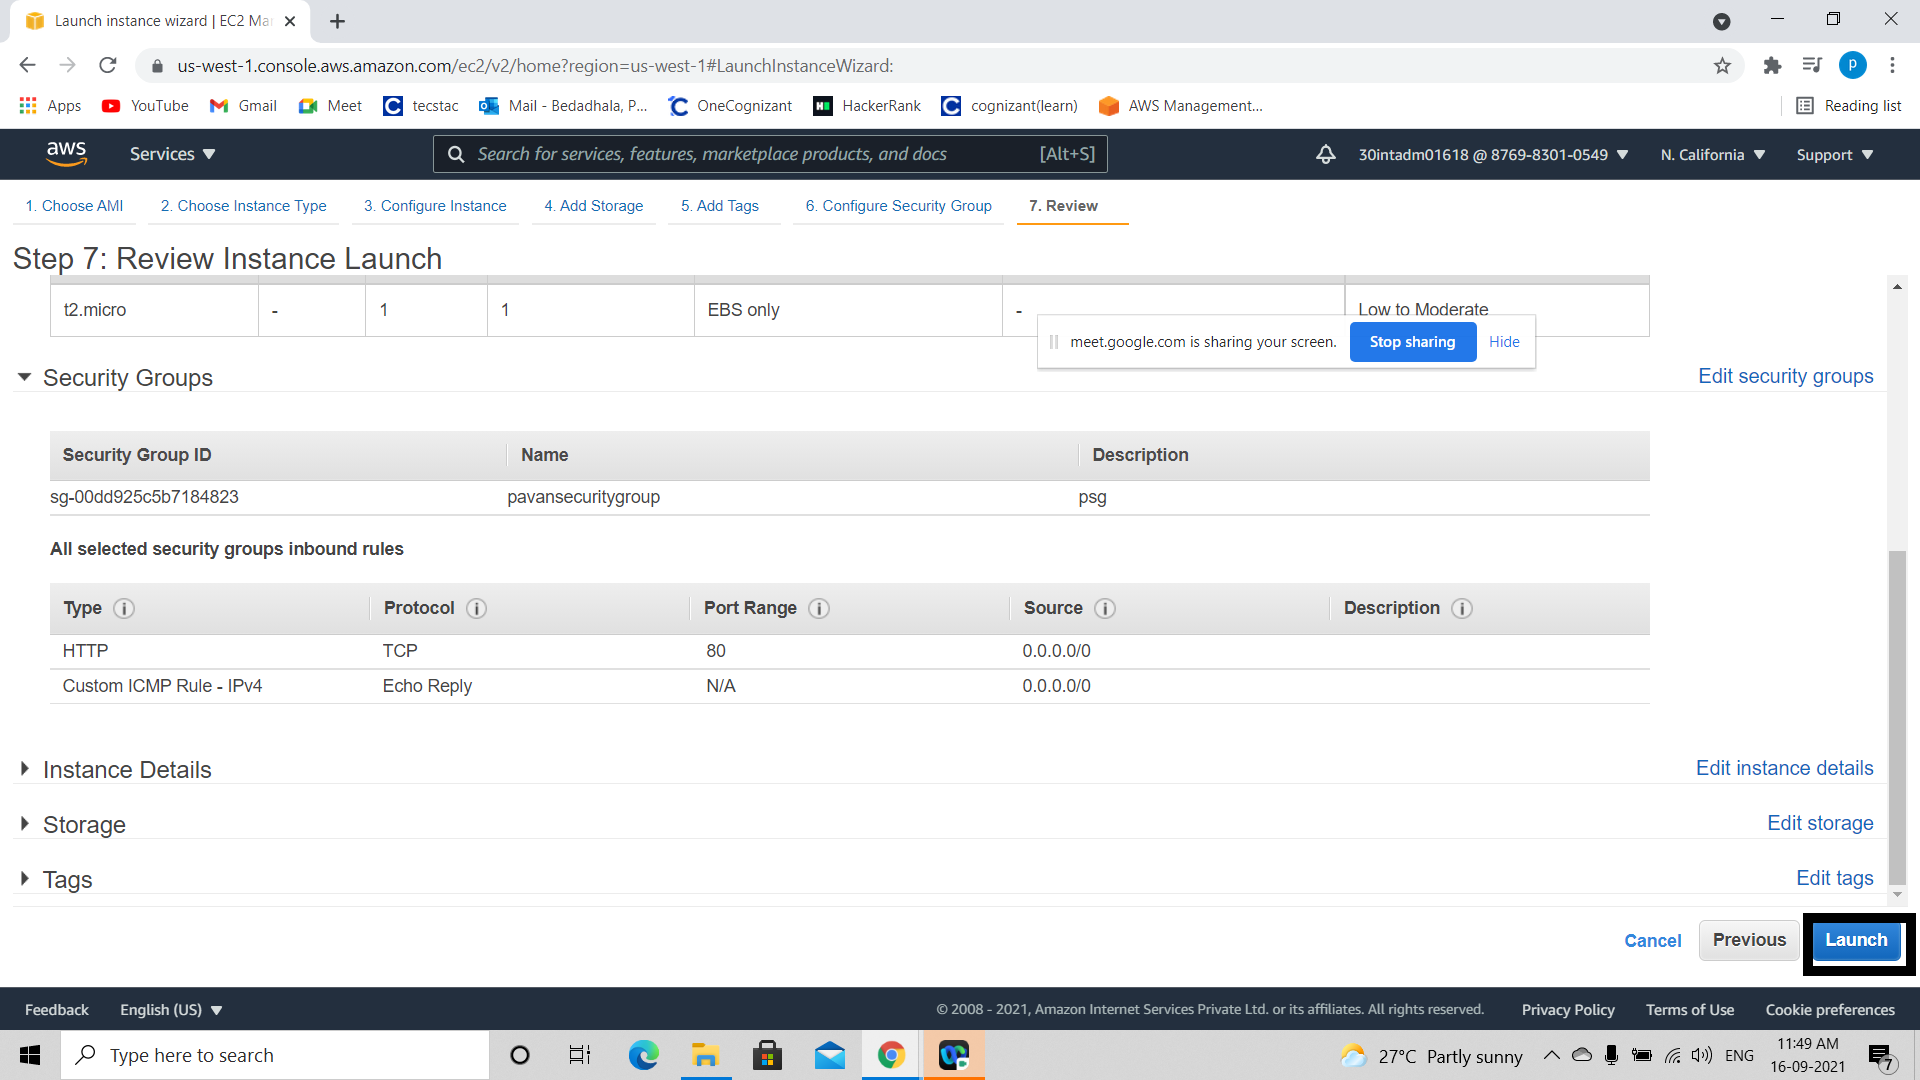 Launch instance wizard | EC2 Mar
us-west-1.console.aws.amazon.com/ec2/v2/home?region=us-west-1#LaunchInstanceWizard:
P
Apps YouTube Gmail Meet tecstac Mail - Bedadhala, P... OneCognizant HackerRank cognizant(learn) AWS Management... Reading list
aws Services Search for services, features, marketplace products, and docs [Alt+S] 30intadm01618 @ 8769-8301-0549 N. California Support
1. Choose AMI 2. Choose Instance Type 3. Configure Instance 4. Add Storage 5. Add Tags 6. Configure Security Group 7. Review
Step 7: Review Instance Launch
t2.micro - 1 1 EBS only - Low to Moderate
meet.google.com is sharing your screen. Stop sharing Hide
Security Groups Edit security groups
Security Group ID Name Description
sg-00dd925c5b7184823 pavansecuritygroup psg
All selected security groups inbound rules
Type Protocol Port Range Source Description
HTTP TCP 80 0.0.0.0/0
Custom ICMP Rule - IPv4 Echo Reply N/A 0.0.0.0/0
Instance Details Edit instance details
Storage Edit storage
Tags Edit tags
Cancel Previous Launch
Feedback English (US) © 2008 - 2021, Amazon Internet Services Private Ltd. or its affiliates. All rights reserved. Privacy Policy Terms of Use Cookie preferences
Type here to search 27°C Partly sunny ENG 11:49 AM
16-09-2021 7